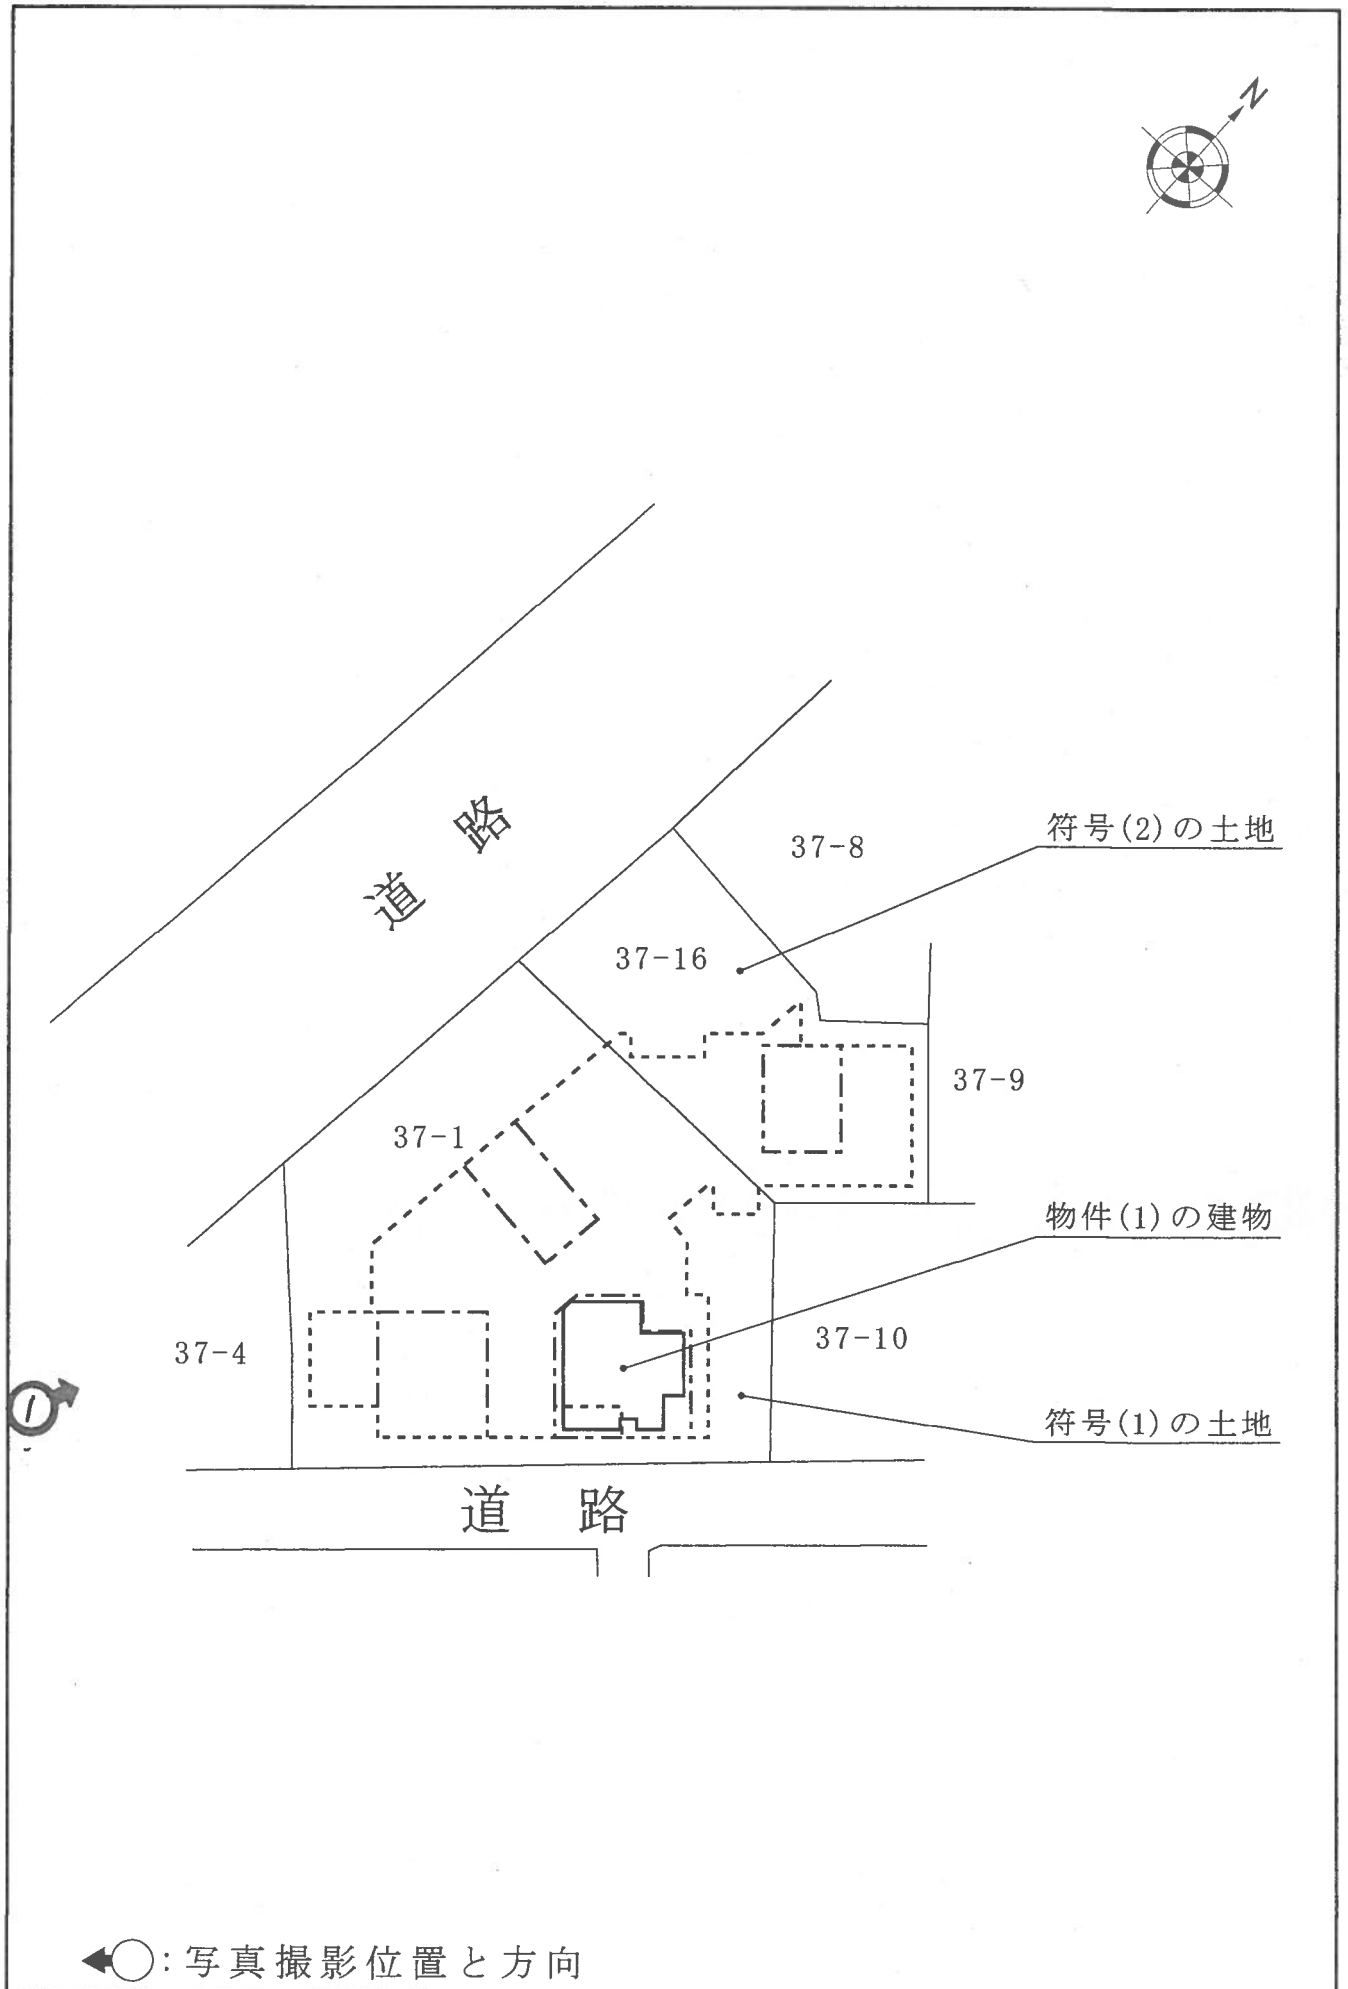 N
道路
37-8
符号(2)の土地
37-16
37-9
37-1
物件(1)の建物
37-4
37-10
1
符号(1)の土地
道路
:写真撮影位置と方向